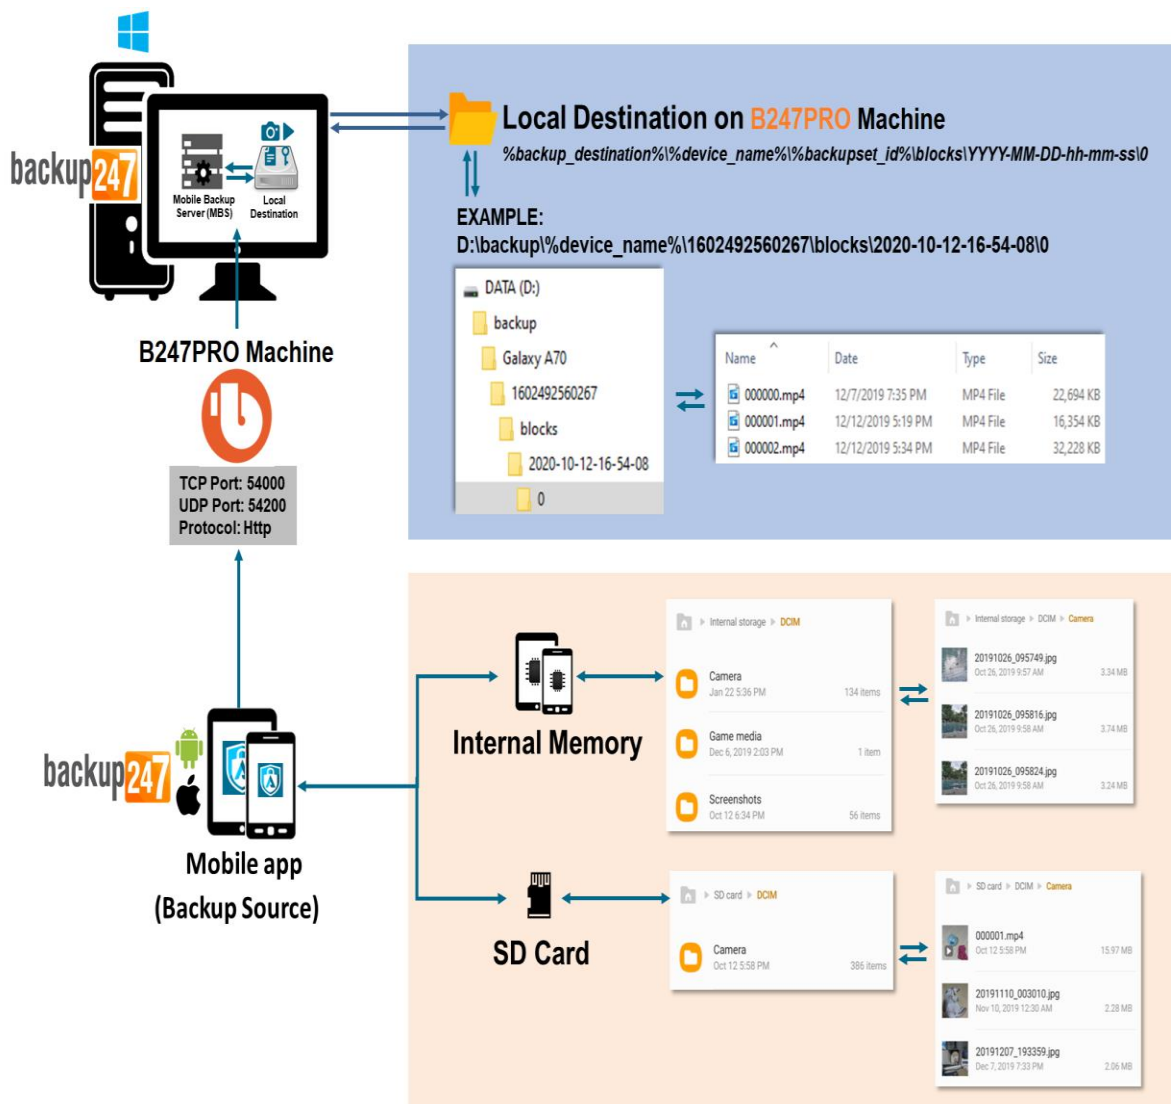 backup247
Mobile Backup
Server (MBS)
Local
Destination
B247PRO Machine
TCP Port: 54000
UDP Port: 54200
Protocol: Http
backup247
Mobile app
(Backup Source)
Local Destination on B247PRO Machine
%backup_destination%\%device_name%\%backupset_id%\blocks\YYYY-MM-DD-hh-mm-ss\0
EXAMPLE:
D:\backup\%device_name%\1602492560267\blocks\2020-10-12-16-54-08\0
DATA (D:)
backup
Galaxy A70
1602492560267
blocks
2020-10-12-16-54-08
0
Name Date Type Size
000000.mp4 12/7/2019 7:35 PM MP4 File 22,694 KB
000001.mp4 12/12/2019 5:19 PM MP4 File 16,354 KB
000002.mp4 12/12/2019 5:34 PM MP4 File 32,228 KB
Internal Memory
Internal storage DCIM
Camera
Jan 22 5:36 PM 134 items
Game media
Dec 6, 2019 2:03 PM 1 item
Screenshots
Oct 12 6:34 PM 56 items
Internal storage DCIM Camera
20191026_095749.jpg
Oct 26, 2019 9:57 AM 3.34 MB
20191026_095816.jpg
Oct 26, 2019 9:58 AM 3.74 MB
20191026_095824.jpg
Oct 26, 2019 9:58 AM 3.24 MB
SD Card
SD card DCIM
Camera
Oct 12 5:58 PM 386 items
SD card DCIM Camera
000001.mp4
Oct 12 5:58 PM 15.97 MB
20191110_003010.jpg
Nov 10, 2019 12:30 AM 2.28 MB
20191207_193359.jpg
Dec 7, 2019 7:33 PM 2.06 MB